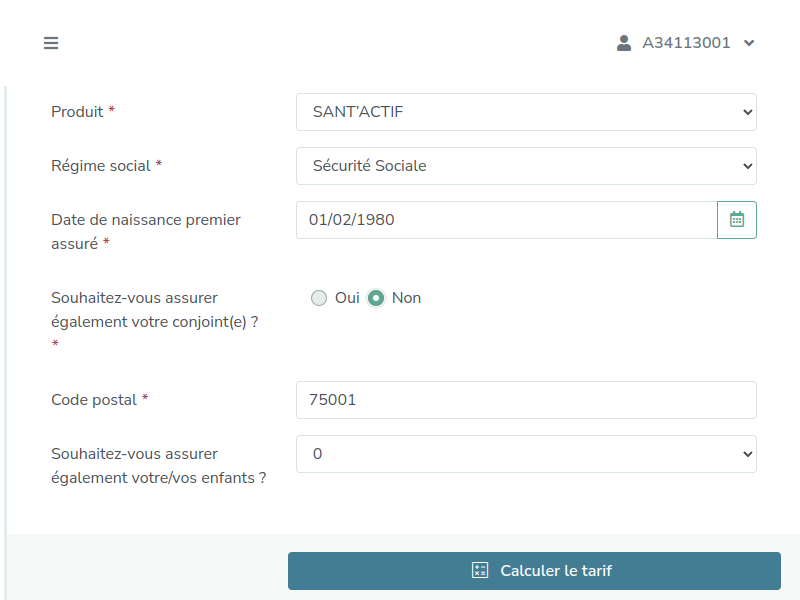 A34113001
Produit *
SANT’ACTIF
Régime social *
Sécurité Sociale
Date de naissance premier
assuré *
01/02/1980
Souhaitez-vous assurer
également votre conjoint(e) ?
*
Oui
Non
Code postal *
75001
Souhaitez-vous assurer
également votre/vos enfants ?
0
Calculer le tarif